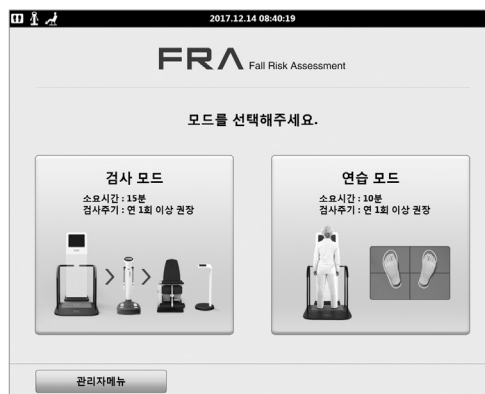 2017.12.14 08:40:19
FRA Fall Risk Assessment
모드를 선택해주세요.
검사 모드
소요시간 : 15분
검사주기 : 연 1회 이상 권장
연습 모드
소요시간 : 10분
검사주기 : 연 1회 이상 권장
관리자메뉴